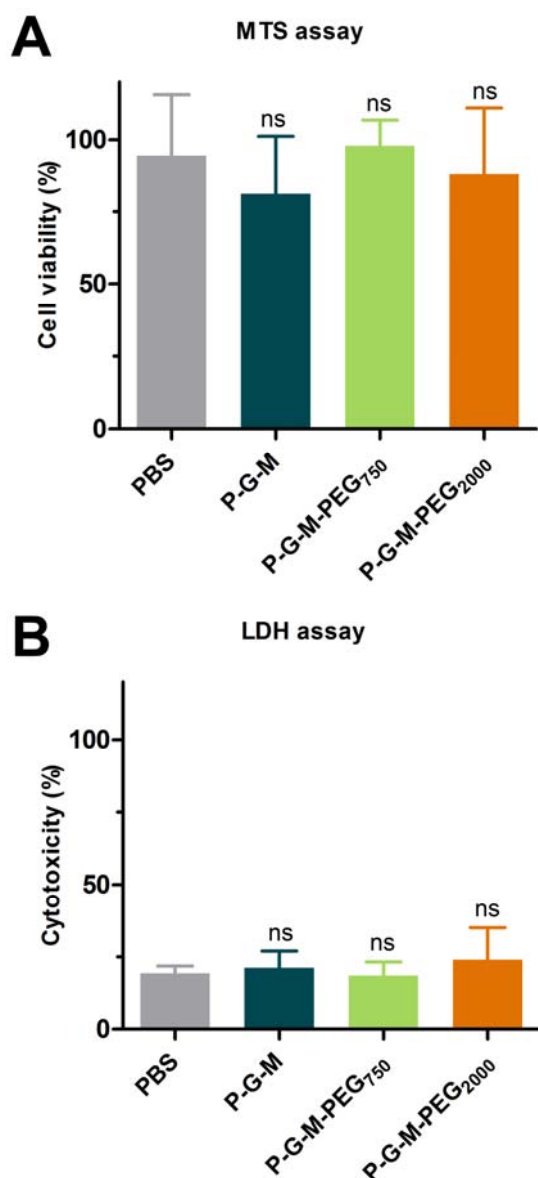 A
MTS assay
Cell viability (%)
100
50
0
ns
ns
ns
PBS
P-G-M
P-G-M-PEG₇₅₀
P-G-M-PEG₂₀₀₀
B
LDH assay
Cytotoxicity (%)
100
50
0
ns
ns
ns
PBS
P-G-M
P-G-M-PEG₇₅₀
P-G-M-PEG₂₀₀₀